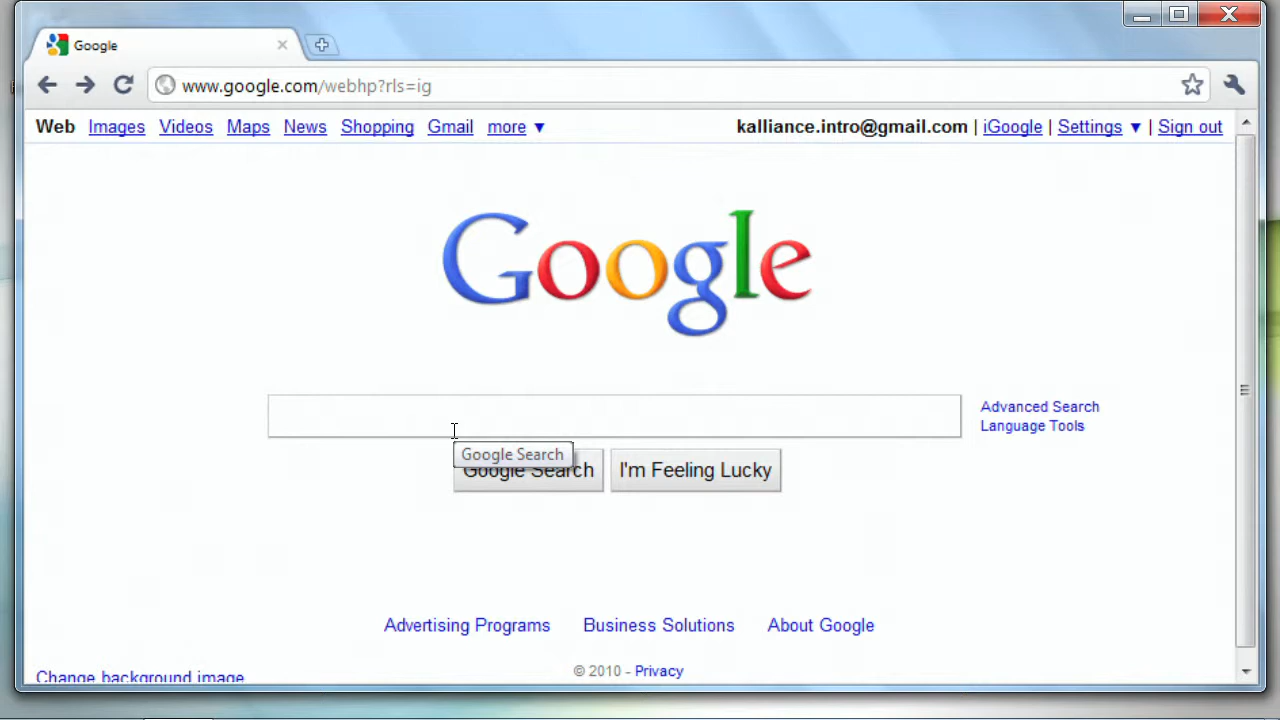 Google
www.google.com/webhp?rls=ig
Web Images Videos Maps News Shopping Gmail more ▼ kalliance.intro@gmail.com | iGoogle | Settings ▼ | Sign out
Google
Advanced Search
Language Tools
Google Search
Google Search I'm Feeling Lucky
Advertising Programs Business Solutions About Google
© 2010 - Privacy
Change background image